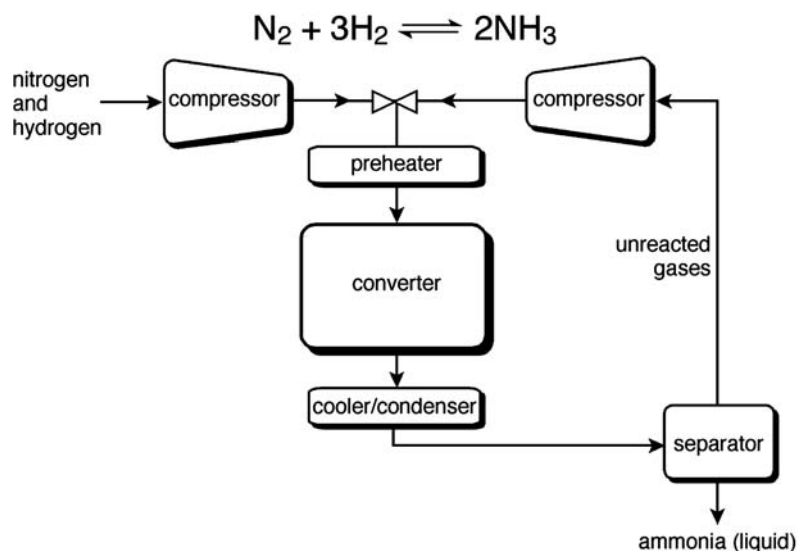 N₂ + 3H₂ ⇌ 2NH₃
nitrogen
and
hydrogen
compressor
compressor
preheater
converter
unreacted
gases
cooler/condenser
separator
ammonia (liquid)